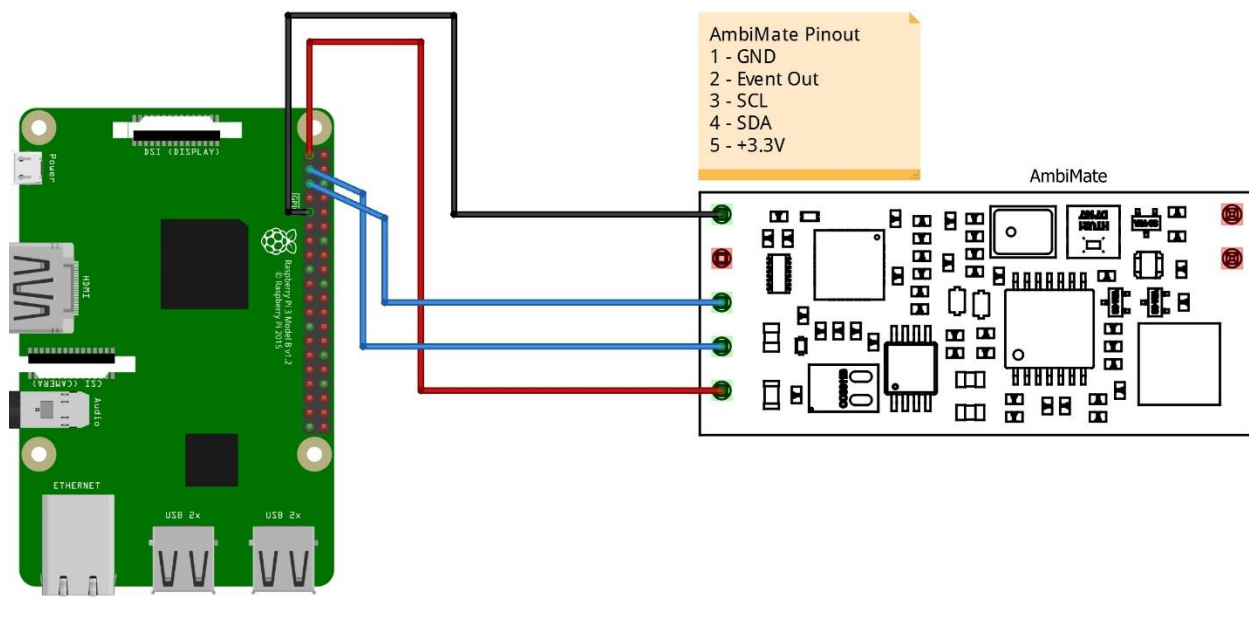 AmbiMate Pinout
1 - GND
2 - Event Out
3 - SCL
4 - SDA
5 - +3.3V
AmbiMate
DSI (DISPLAY)
Power
HDMI
Raspberry Pi 3 Model B v1.2
© Raspberry Pi 2015
CSI (CAMERA)
Audio
ETHERNET
USB 2x
USB 2x